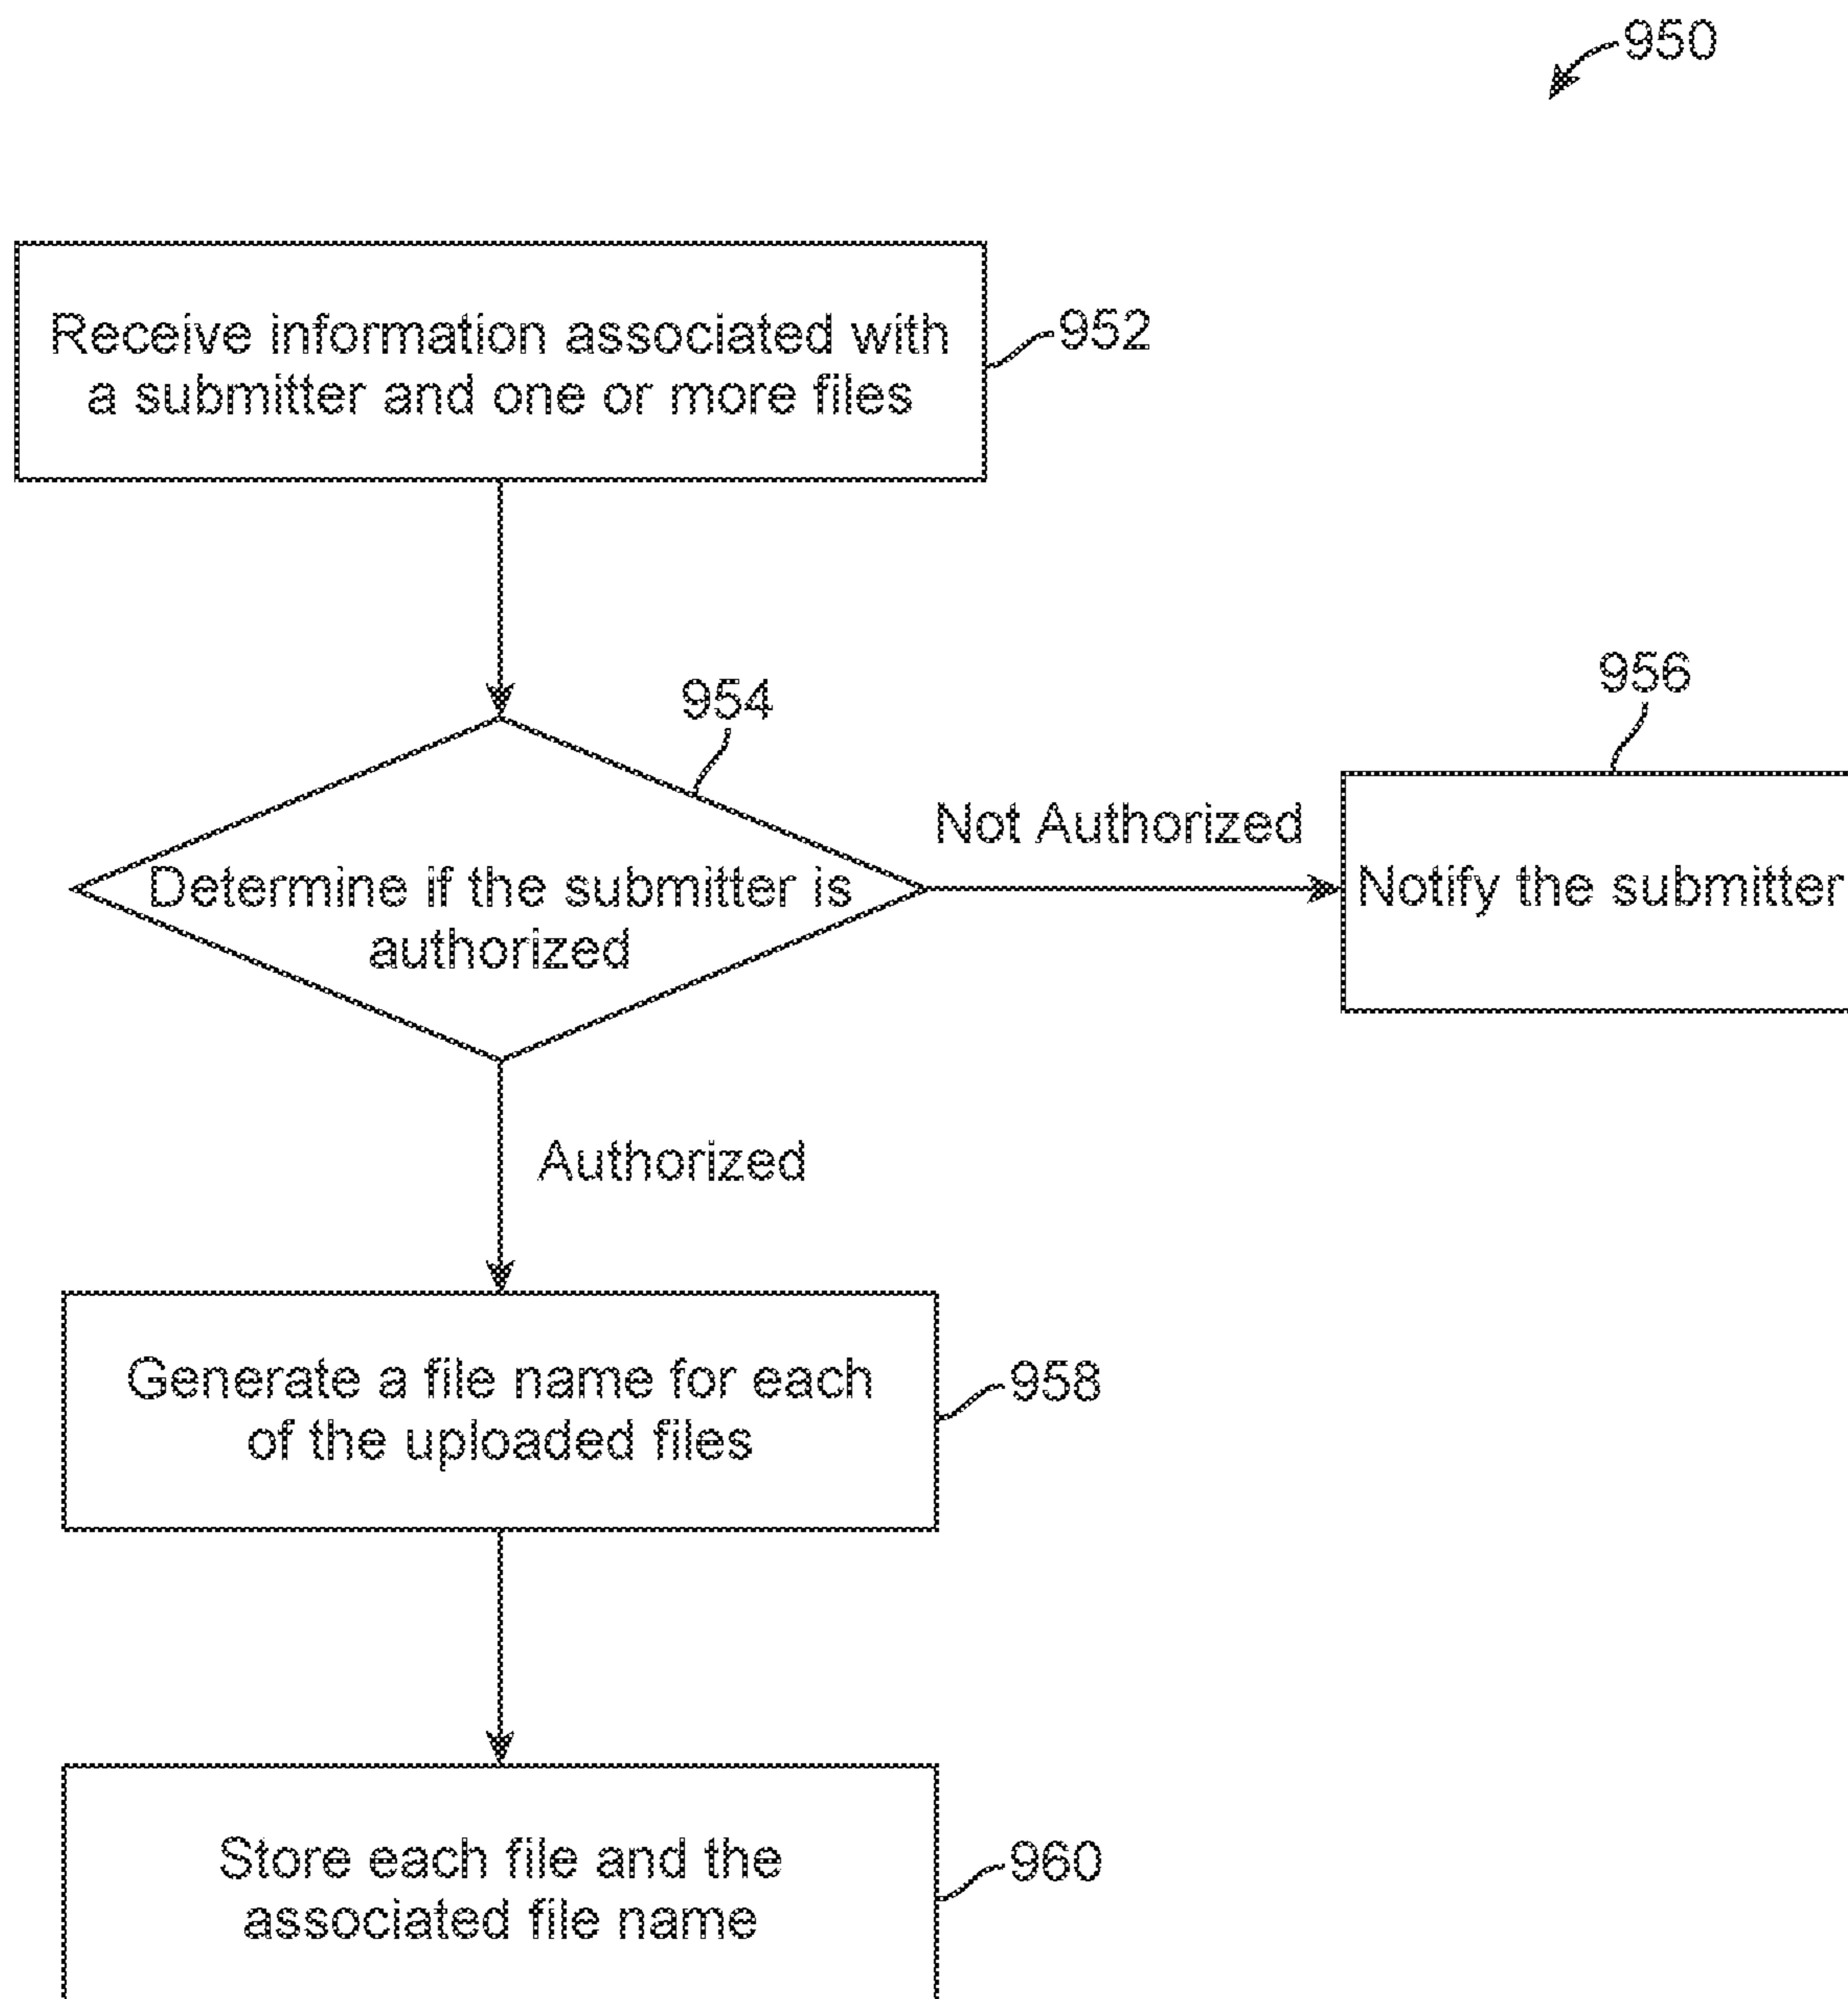 950
Receive information associated with
a submitter and one or more files
952
954
Determine if the submitter is
authorized
Not Authorized
956
Notify the submitter
Authorized
Generate a file name for each
of the uploaded files
958
Store each file and the
associated file name
960